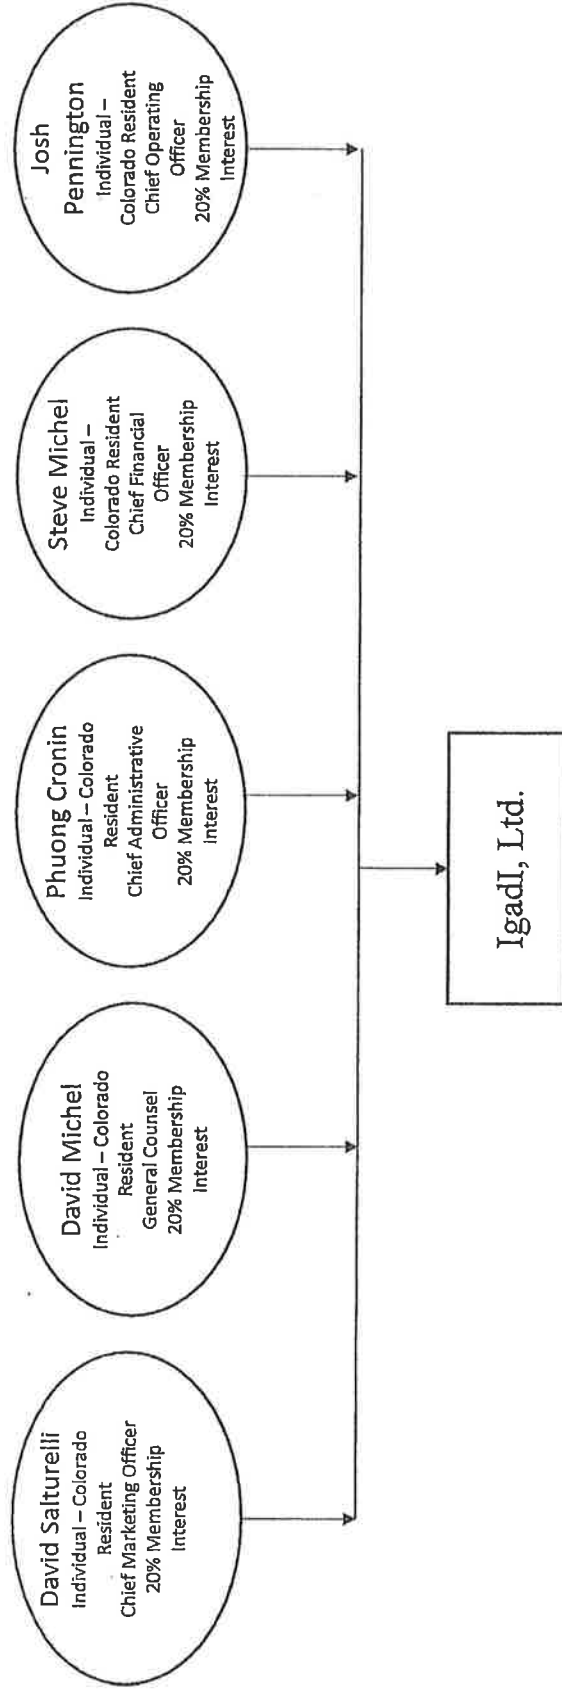 David Salturelli
Individual – Colorado
Resident
Chief Marketing Officer
20% Membership
Interest
David Michel
Individual – Colorado
Resident
General Counsel
20% Membership
Interest
Phuong Cronin
Individual – Colorado
Resident
Chief Administrative
Officer
20% Membership
Interest
Steve Michel
Individual –
Colorado Resident
Chief Financial
Officer
20% Membership
Interest
Josh
Pennington
Individual –
Colorado Resident
Chief Operating
Officer
20% Membership
Interest
IgadI, Ltd.